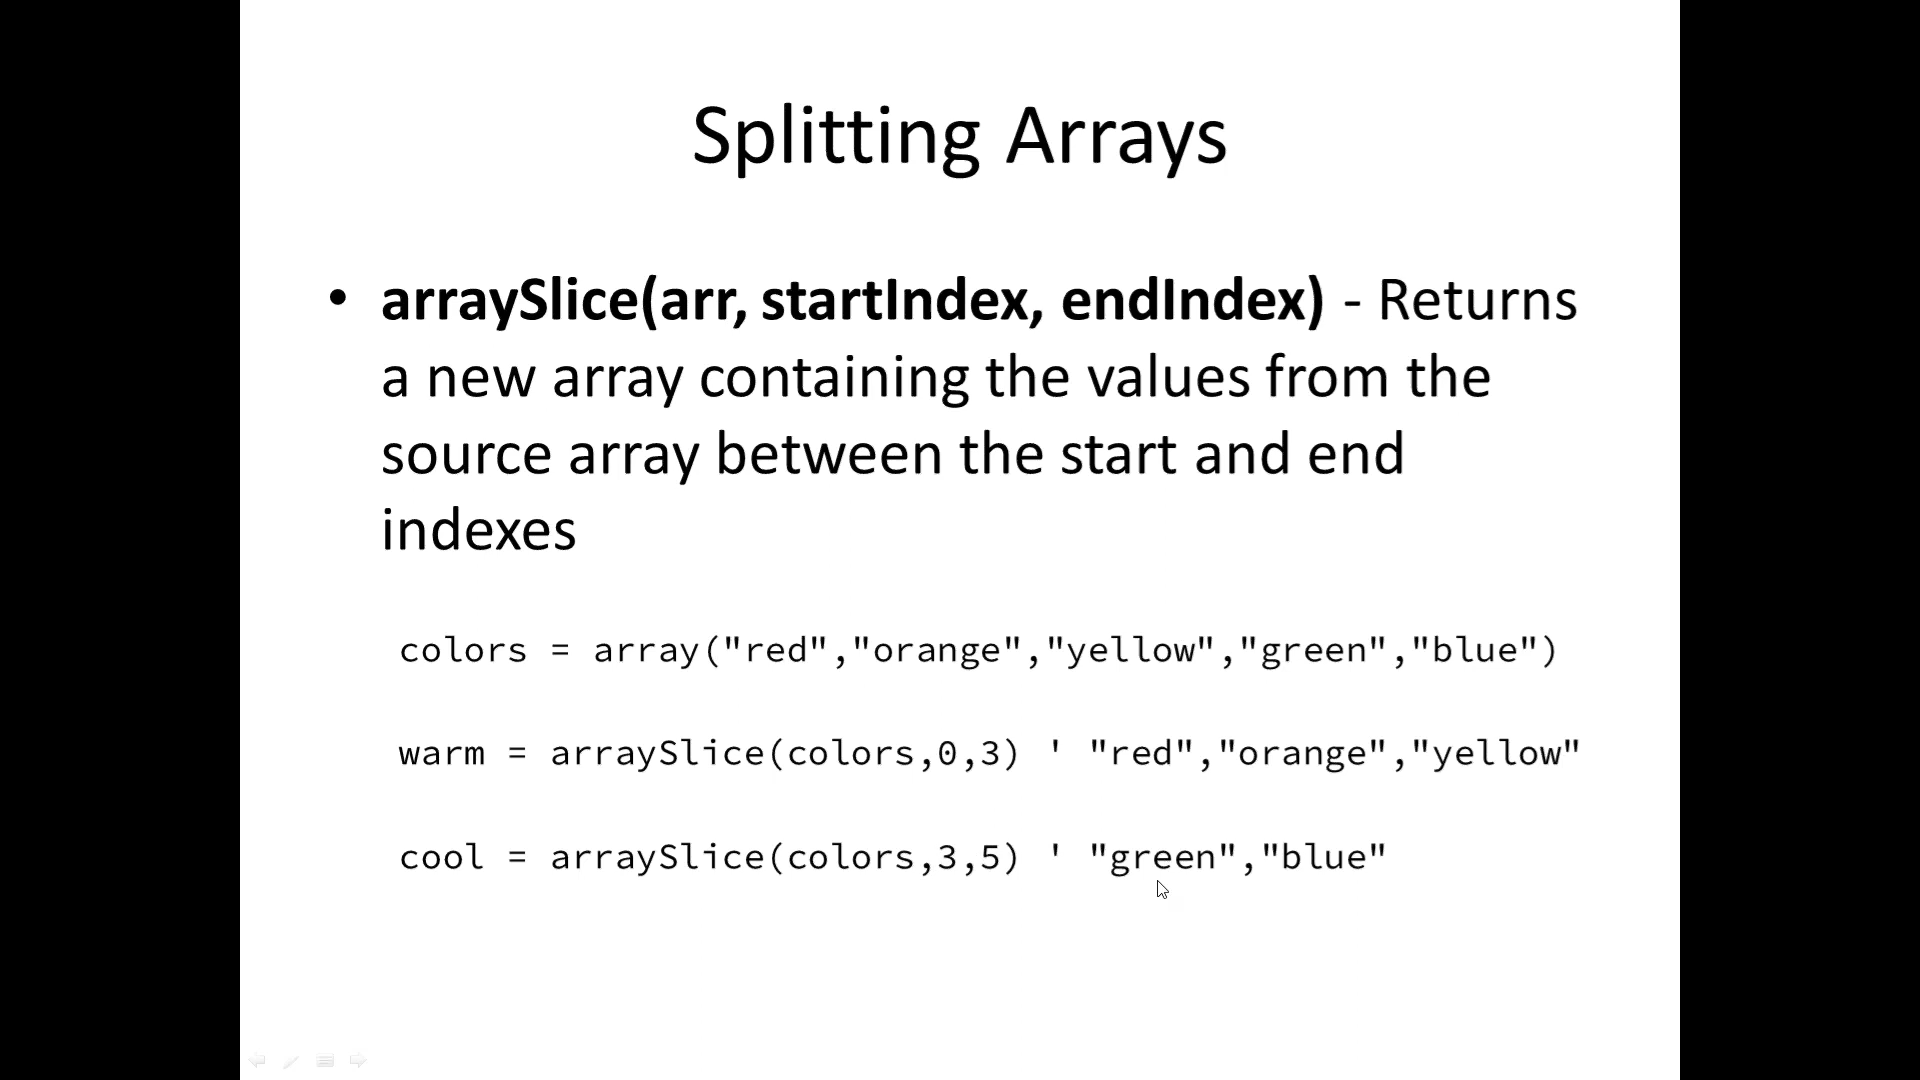 Splitting Arrays
• arraySlice(arr, startIndex, endIndex) - Returns
a new array containing the values from the
source array between the start and end
indexes
colors = array("red","orange","yellow","green","blue")
warm = arraySlice(colors,0,3) ' "red","orange","yellow"
cool = arraySlice(colors,3,5) ' "green","blue"